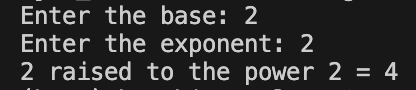 Enter the base: 2
Enter the exponent: 2
2 raised to the power 2 = 4